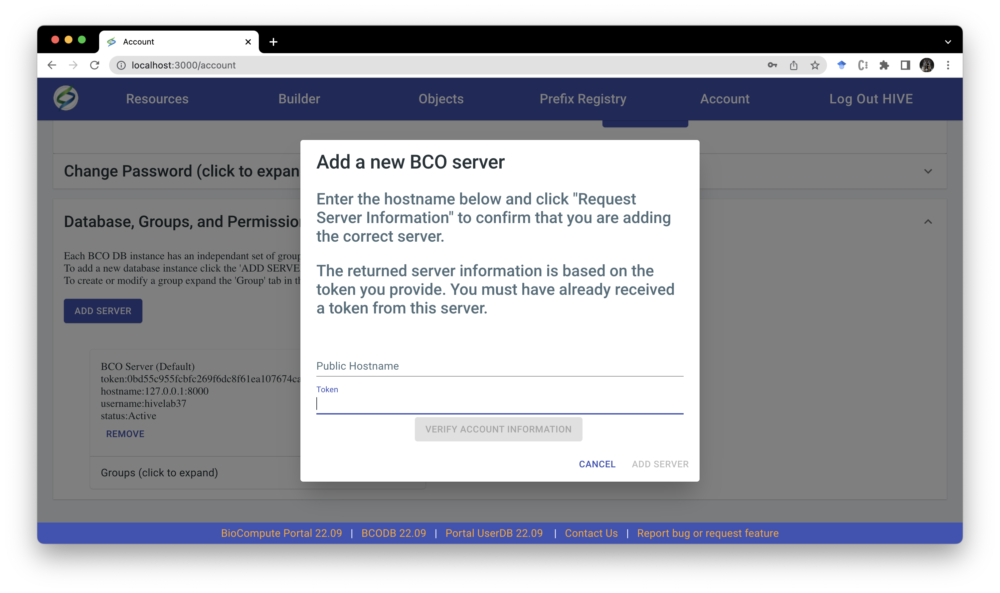 Account
localhost:3000/account
Resources Builder Objects Prefix Registry Account Log Out HIVE
Change Password (click to expan
Database, Groups, and Permission
Each BCO DB instance has an independant set of group
To add a new database instance click the 'ADD SERVE
To create or modify a group expand the 'Group' tab in th
ADD SERVER
BCO Server (Default)
token:0bd55c955fcbfc269f6dc8f61ea107674ca
hostname:127.0.0.1:8000
username:hivelab37
status:Active
REMOVE
Groups (click to expand)
Add a new BCO server
Enter the hostname below and click "Request
Server Information" to confirm that you are adding
the correct server.
The returned server information is based on the
token you provide. You must have already received
a token from this server.
Public Hostname
Token
VERIFY ACCOUNT INFORMATION
CANCEL ADD SERVER
BioCompute Portal 22.09 | BCODB 22.09 | Portal UserDB 22.09 | Contact Us | Report bug or request feature